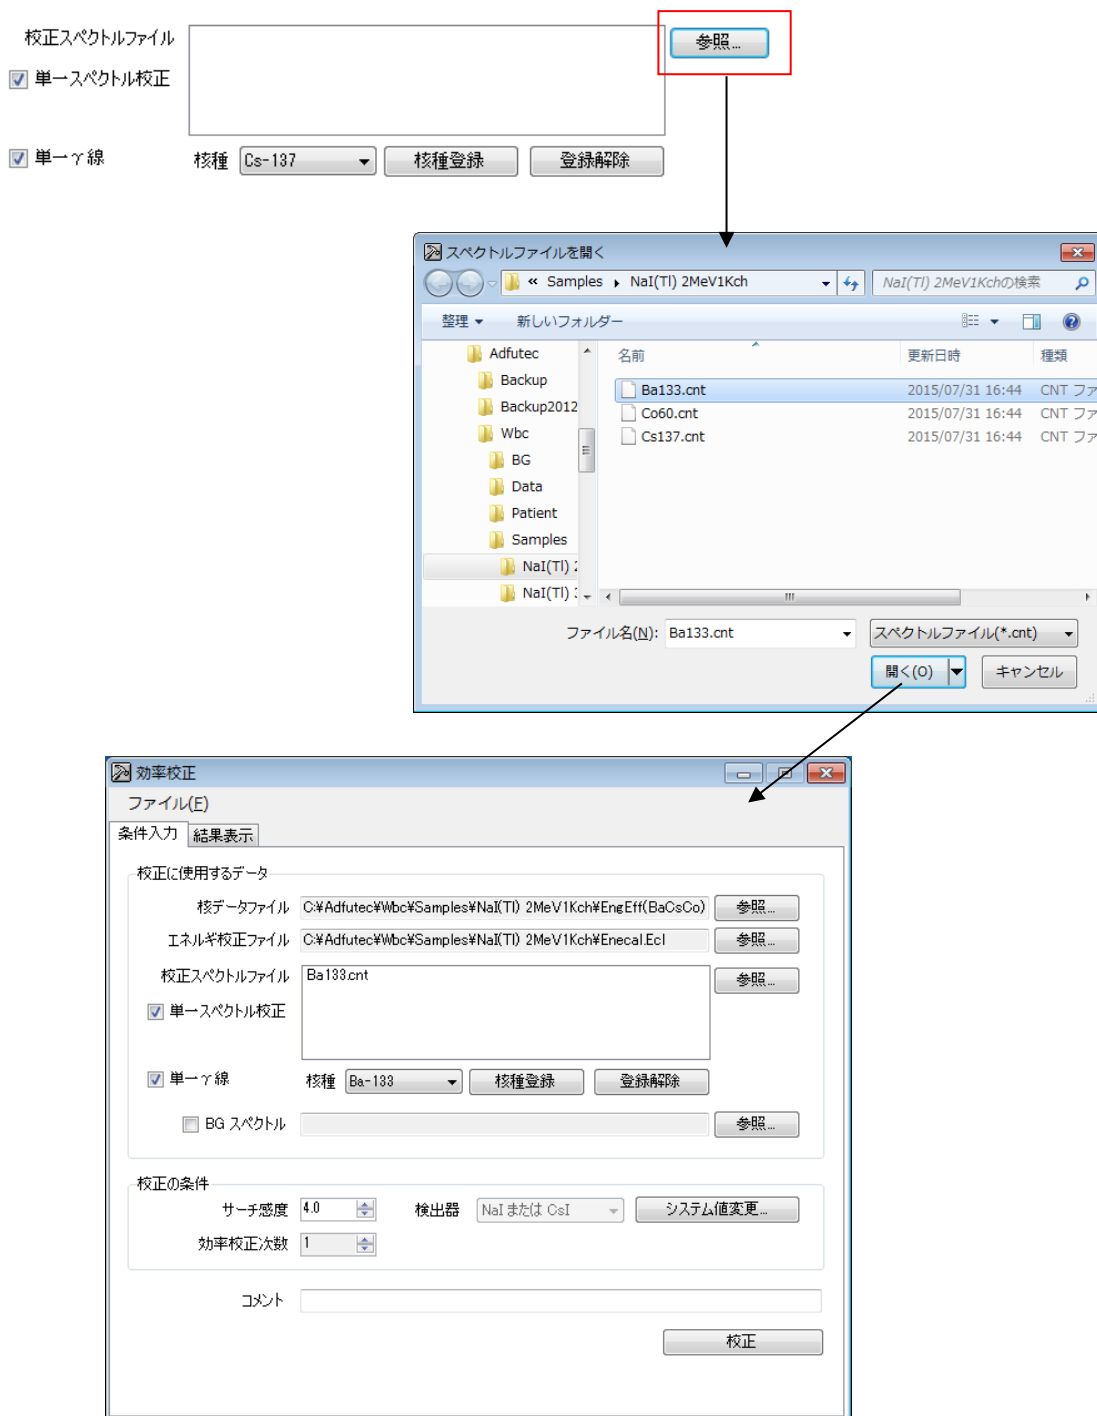 校正スペクトルファイル
参照...
単一スペクトル校正
単一γ線
核種
Cs-137
核種登録
登録解除
スペクトルファイルを開く
« Samples ▸ NaI(Tl) 2MeV1Kch
NaI(Tl) 2MeV1Kchの検索
整理
新しいフォルダー
Adfutec
名前
更新日時
種類
Backup
Ba133.cnt
2015/07/31 16:44
CNT ファ
Backup2012
Co60.cnt
2015/07/31 16:44
CNT ファ
Wbc
Cs137.cnt
2015/07/31 16:44
CNT ファ
BG
Data
Patient
Samples
NaI(Tl) 2
NaI(Tl) 3
ファイル名(N):
Ba133.cnt
スペクトルファイル(*.cnt)
開く(O)
キャンセル
効率校正
ファイル(F)
条件入力
結果表示
校正に使用するデータ
核データファイル
C:¥Adfutec¥Wbc¥Samples¥NaI(Tl) 2MeV1Kch¥EngEff(BaCsCo)
参照...
エネルギ校正ファイル
C:¥Adfutec¥Wbc¥Samples¥NaI(Tl) 2MeV1Kch¥Enecal.Ecl
参照...
校正スペクトルファイル
Ba133.cnt
参照...
単一スペクトル校正
単一γ線
核種
Ba-133
核種登録
登録解除
BG スペクトル
参照...
校正の条件
サーチ感度
4.0
検出器
NaI または CsI
システム値変更...
効率校正次数
1
コメント
校正